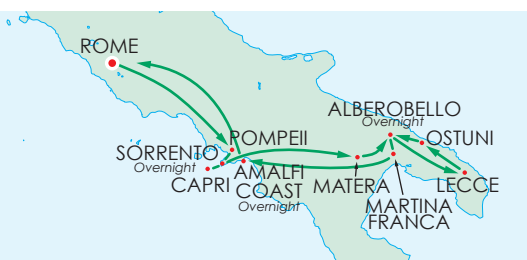 ROME
ALBEROBELLO
Overnight
POMPEII
OSTUNI
SORRENTO
Overnight
CAPRI
AMALFI
COAST
Overnight
MATERA
LECCE
MARTINA
FRANCA